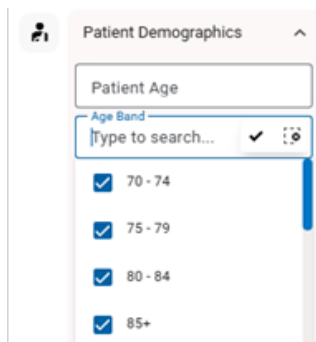 Patient Demographics
Patient Age
Age Band
Type to search...
70 - 74
75 - 79
80 - 84
85+